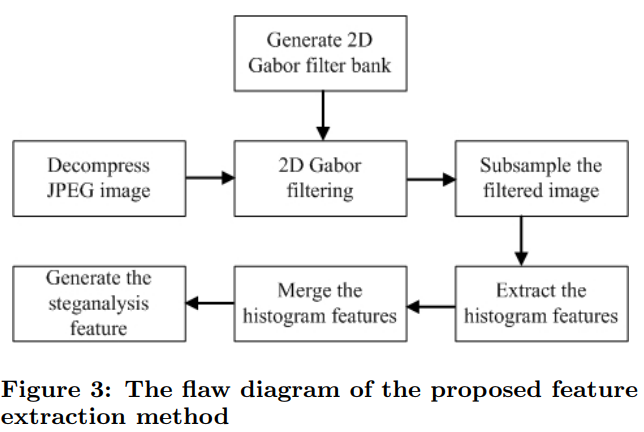 Generate 2D
Gabor filter bank
Decompress
JPEG image
2D Gabor
filtering
Subsample the
filtered image
Generate the
steganalysis
feature
Merge the
histogram features
Extract the
histogram features
Figure 3: The flaw diagram of the proposed feature
extraction method